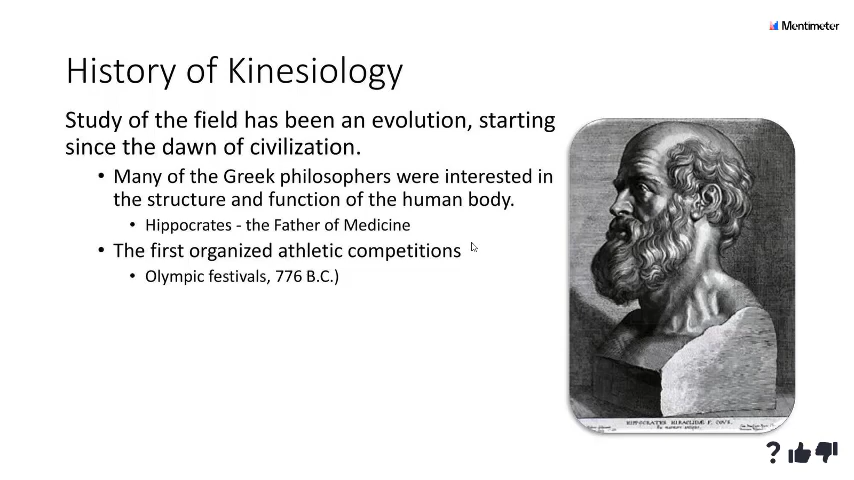 Mentimeter
History of Kinesiology
Study of the field has been an evolution, starting
since the dawn of civilization.
• Many of the Greek philosophers were interested in
the structure and function of the human body.
• Hippocrates - the Father of Medicine
• The first organized athletic competitions
• Olympic festivals, 776 B.C.)
HIPPOCRATES HERACLIDÆ F. COVS.
?